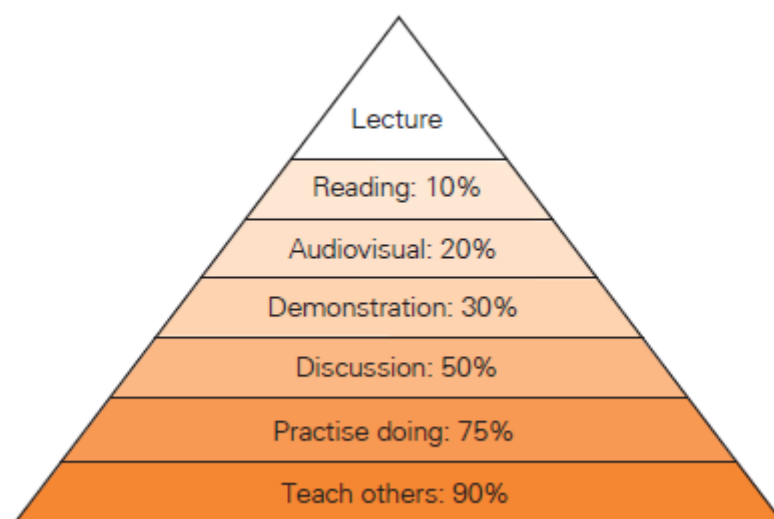 Lecture
Reading: 10%
Audiovisual: 20%
Demonstration: 30%
Discussion: 50%
Practise doing: 75%
Teach others: 90%